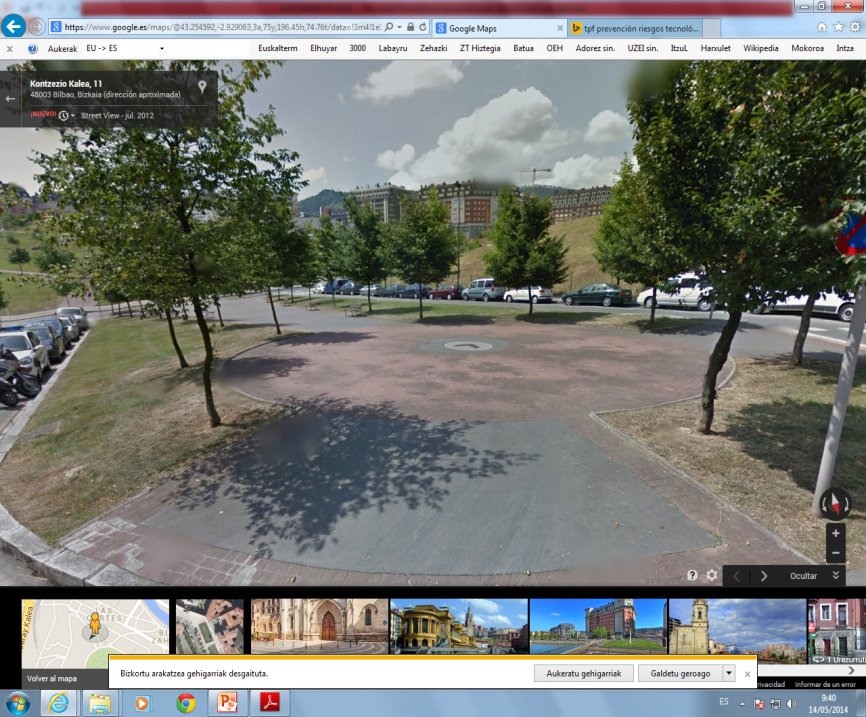 https://www.google.es/maps/@43.254592,-2.929063,3a,75y,196.45h,74.76t/data=!3m4!1e
Google Maps
tpf prevención riesgos tecnoló...
Aukerak EU -> ES
Euskalterm Elhuyar 3000 Labayru Zehazki ZT Hiztegia Batua OEH Adorez sin. UZEI sin. ItzuL Harluxet Wikipedia Mokoroa Intza
Kontzezio Kalea, 11
48003 Bilbao, Bizkaia (dirección aproximada)
¡NUEVO! Street View - jul. 2012
Ocultar
LAS
Volver al mapa
1 Urazurruti
Bizkortu arakatzea gehigarriak desgaituta.
Aukeratu gehigarriak
Galdetu geroago
Informar de un error
ES
9:40
14/05/2014